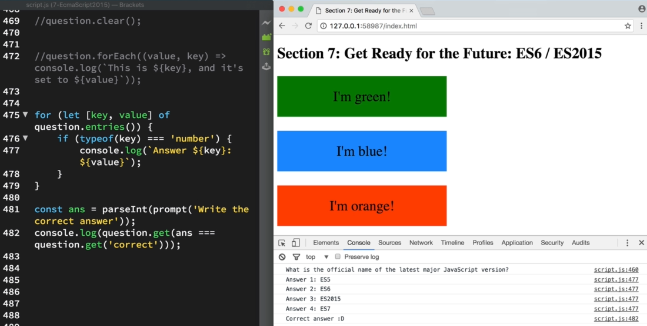 script.js (7-AcmeScript2015) — Brackets
468
469 //question.clear();
470
471
472 //question.forEach((value, key) =>
console.log(`This is ${key}, and it's
set to ${value}`));
473
474
475 for (let [key, value] of
question.entries()) {
476 if (typeof(key) === 'number') {
477 console.log(`Answer ${key}:
${value}`);
478 }
479 }
480
481 const ans = parseInt(prompt('Write the
correct answer'));
482 console.log(question.get(ans ===
question.get('correct')));
483
484
485
486
487
488
Section 7: Get Ready for the F
127.0.0.1:58987/index.html
Section 7: Get Ready for the Future: ES6 / ES2015
I'm green!
I'm blue!
I'm orange!
Elements Console Sources Network Timeline Profiles Application Security Audits
top Preserve log
What is the official name of the latest major JavaScript version? script.js:460
Answer 1: ES5 script.js:477
Answer 2: ES6 script.js:477
Answer 3: ES2015 script.js:477
Answer 4: ES7 script.js:477
Correct answer :D script.js:482